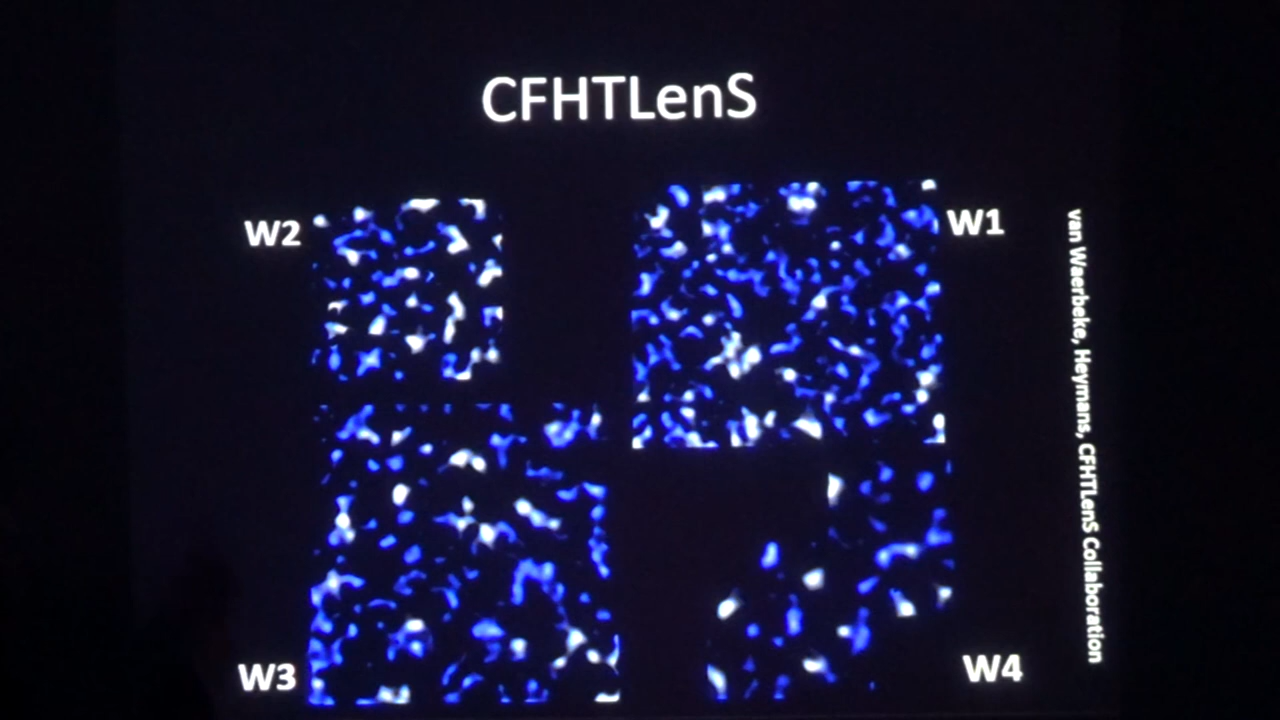 CFHTLenS
W2
W1
van Waerbeke, Heymans, CFHTLenS Collaboration
W3
W4